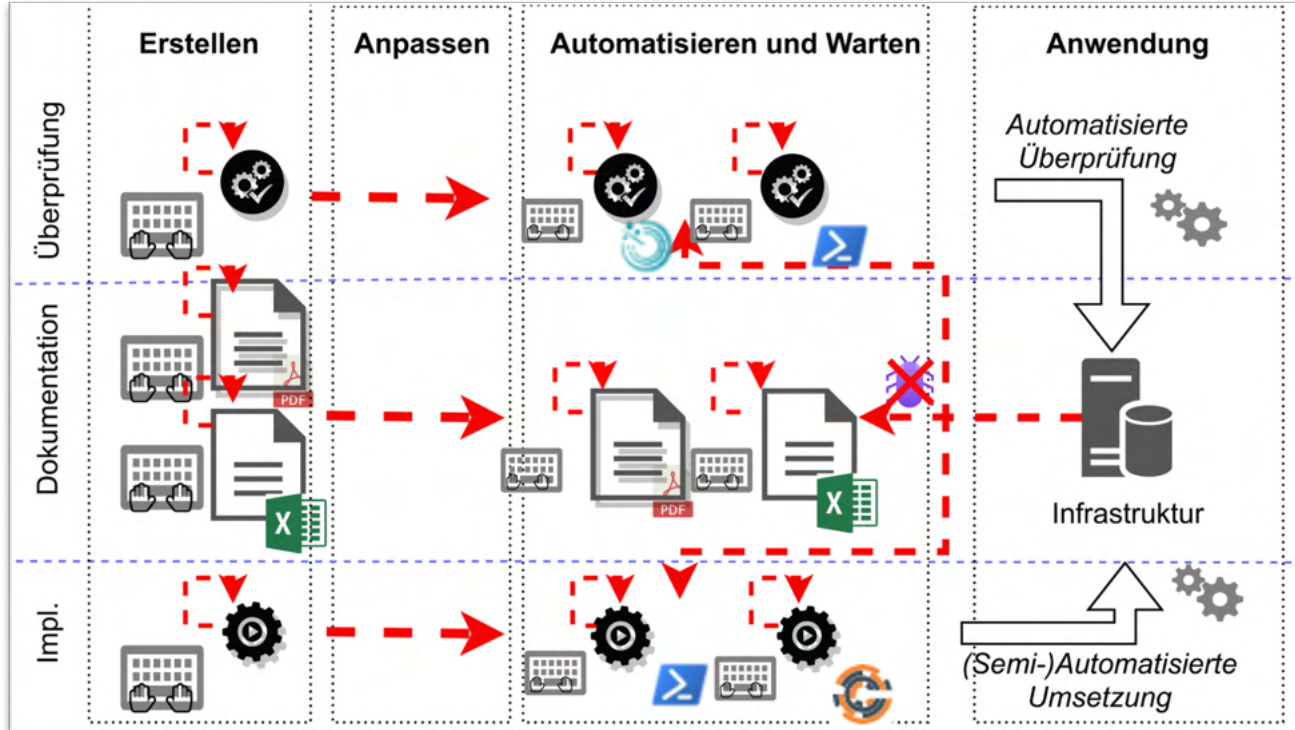 Erstellen
Anpassen
Automatisieren und Warten
Anwendung
Überprüfung
Automatisierte
Überprüfung
Dokumentation
PDF
X
PDF
X
Infrastruktur
Impl.
(Semi-)Automatisierte
Umsetzung